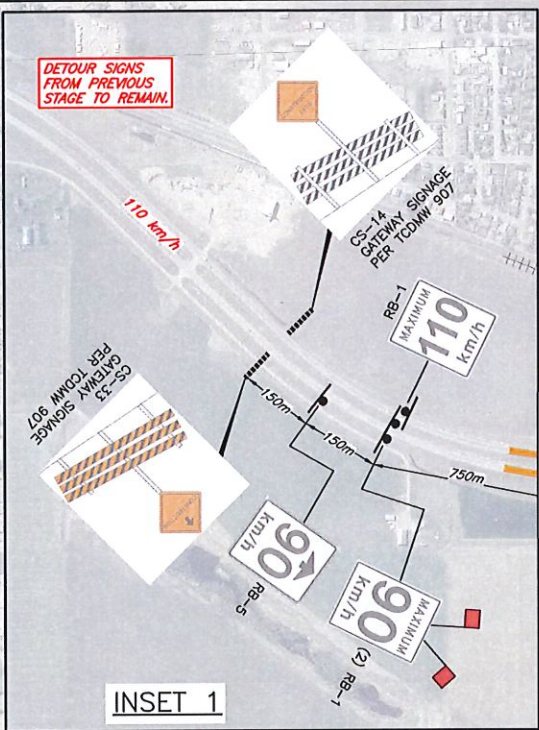 DETOUR SIGNS
FROM PREVIOUS
STAGE TO REMAIN.
CONSTRUCTION
ENDS
CS-14
GATEWAY SIGNAGE
PER TCDMW 907
110 km/h
RB-1
MAXIMUM
110
km/h
CS-33
GATEWAY SIGNAGE
PER TCDMW 907
150m
150m
750m
90
km/h
RB-5
MAXIMUM
90
km/h
(2) RB-1
INSET 1